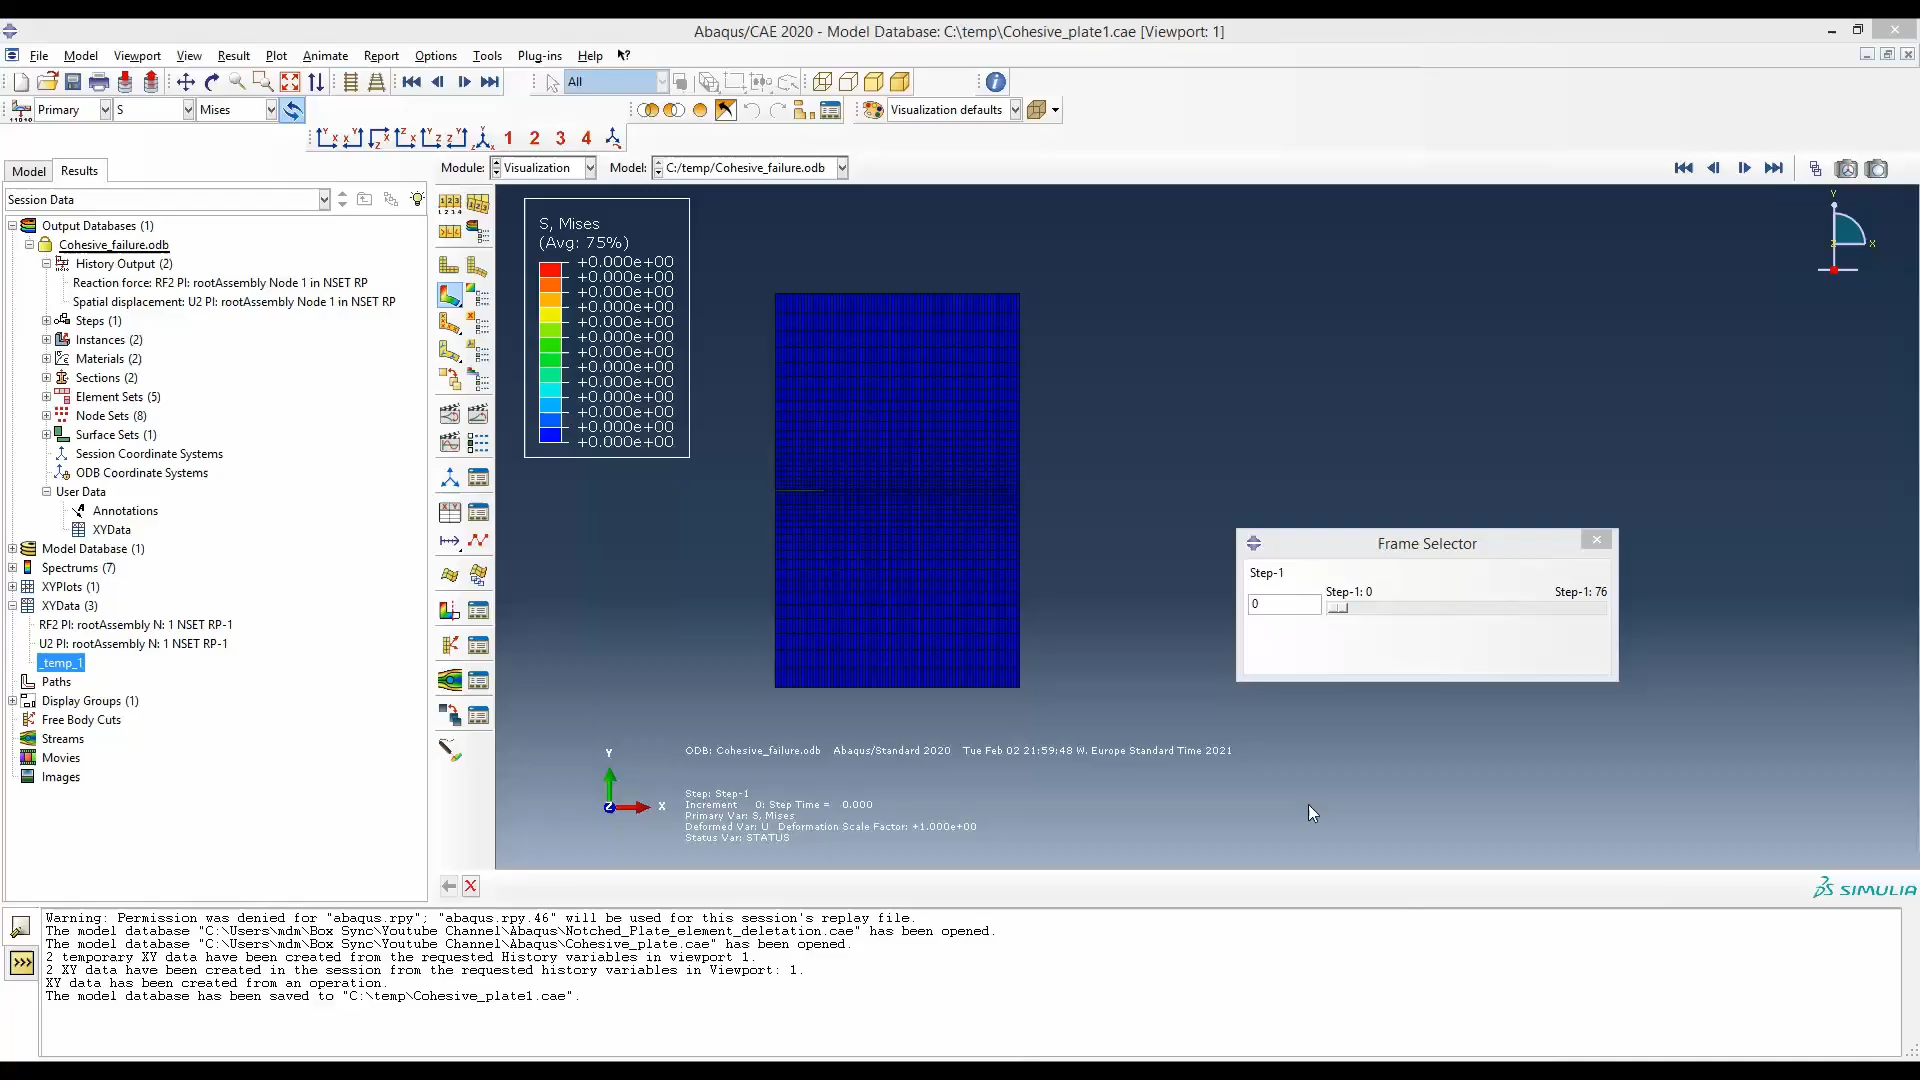 Abaqus/CAE 2020 - Model Database: C:\temp\Cohesive_plate1.cae [Viewport: 1]
File Model Viewport View Result Plot Animate Report Options Tools Plug-ins Help
All
Primary S Mises Visualization defaults
1 2 3 4
Model Results Module: Visualization Model: C:/temp/Cohesive_failure.odb
Session Data
Output Databases (1)
Cohesive_failure.odb
History Output (2)
Reaction force: RF2 PI: rootAssembly Node 1 in NSET RP
Spatial displacement: U2 PI: rootAssembly Node 1 in NSET RP
Steps (1)
Instances (2)
Materials (2)
Sections (2)
Element Sets (5)
Node Sets (8)
Surface Sets (1)
Session Coordinate Systems
ODB Coordinate Systems
User Data
Annotations
XYData
Model Database (1)
Spectrums (7)
XYPlots (1)
XYData (3)
RF2 PI: rootAssembly N: 1 NSET RP-1
U2 PI: rootAssembly N: 1 NSET RP-1
_temp_1
Paths
Display Groups (1)
Free Body Cuts
Streams
Movies
Images
S, Mises
(Avg: 75%)
+0.000e+00
+0.000e+00
+0.000e+00
+0.000e+00
+0.000e+00
+0.000e+00
+0.000e+00
+0.000e+00
+0.000e+00
+0.000e+00
+0.000e+00
+0.000e+00
+0.000e+00
Y
X
Z
Frame Selector
Step-1
Step-1: 0 Step-1: 76
0
Y
Z X
ODB: Cohesive_failure.odb Abaqus/Standard 2020 Tue Feb 02 21:59:48 W. Europe Standard Time 2021
Step: Step-1
Increment 0: Step Time = 0.000
Primary Var: S, Mises
Deformed Var: U Deformation Scale Factor: +1.000e+00
Status Var: STATUS
SIMULIA
Warning: Permission was denied for "abaqus.rpy"; "abaqus.rpy.46" will be used for this session's replay file.
The model database "C:\Users\mdm\Box Sync\Youtube Channel\Abaqus\Notched_Plate_element_deletation.cae" has been opened.
The model database "C:\Users\mdm\Box Sync\Youtube Channel\Abaqus\Cohesive_plate.cae" has been opened.
2 temporary XY data have been created from the requested History variables in viewport 1.
2 XY data have been created in the session from the requested history variables in Viewport: 1.
XY data has been created from an operation.
The model database has been saved to "C:\temp\Cohesive_plate1.cae".
>>>